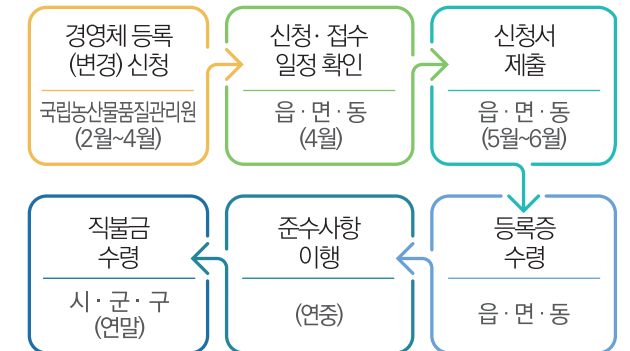 경영체 등록
(변경) 신청
국립농산물품질관리원
(2월~4월)
신청· 접수
일정 확인
읍 · 면 · 동
(4월)
신청서
제출
읍 · 면 · 동
(5월~6월)
등록증
수령
읍 · 면 · 동
준수사항
이행
(연중)
직불금
수령
시 · 군 · 구
(연말)